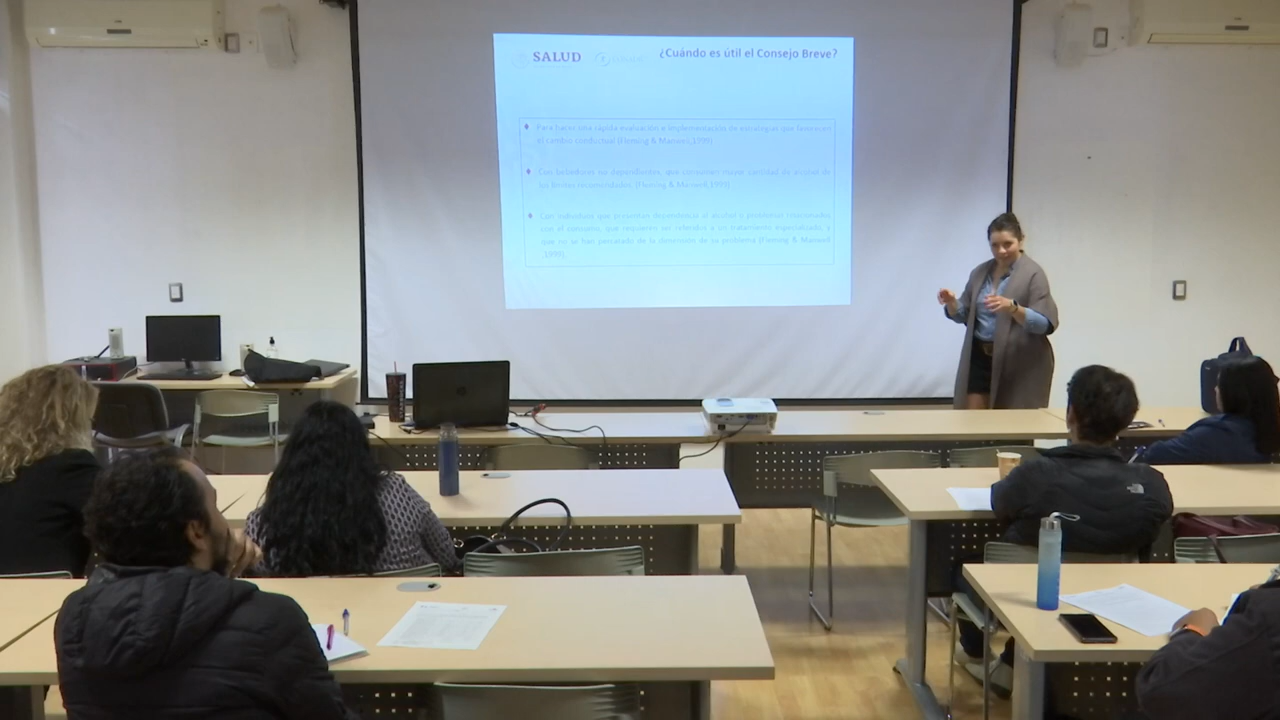 SALUD
¿Cuándo es útil el Consejo Breve?
Para hacer una rápida evaluación e implementación de estrategias que favorecen
el cambio conductual (Fleming & Manwell,1999).
Con bebedores no dependientes, que consumen mayor cantidad de alcohol de
los límites recomendados. (Fleming & Manwell,1999).
Con individuos que presentan dependencia al alcohol o problemas relacionados
con el consumo, que requieren ser referidos a un tratamiento especializado, y
que no se han percatado de la dimensión de su problema (Fleming & Manwell
,1999).